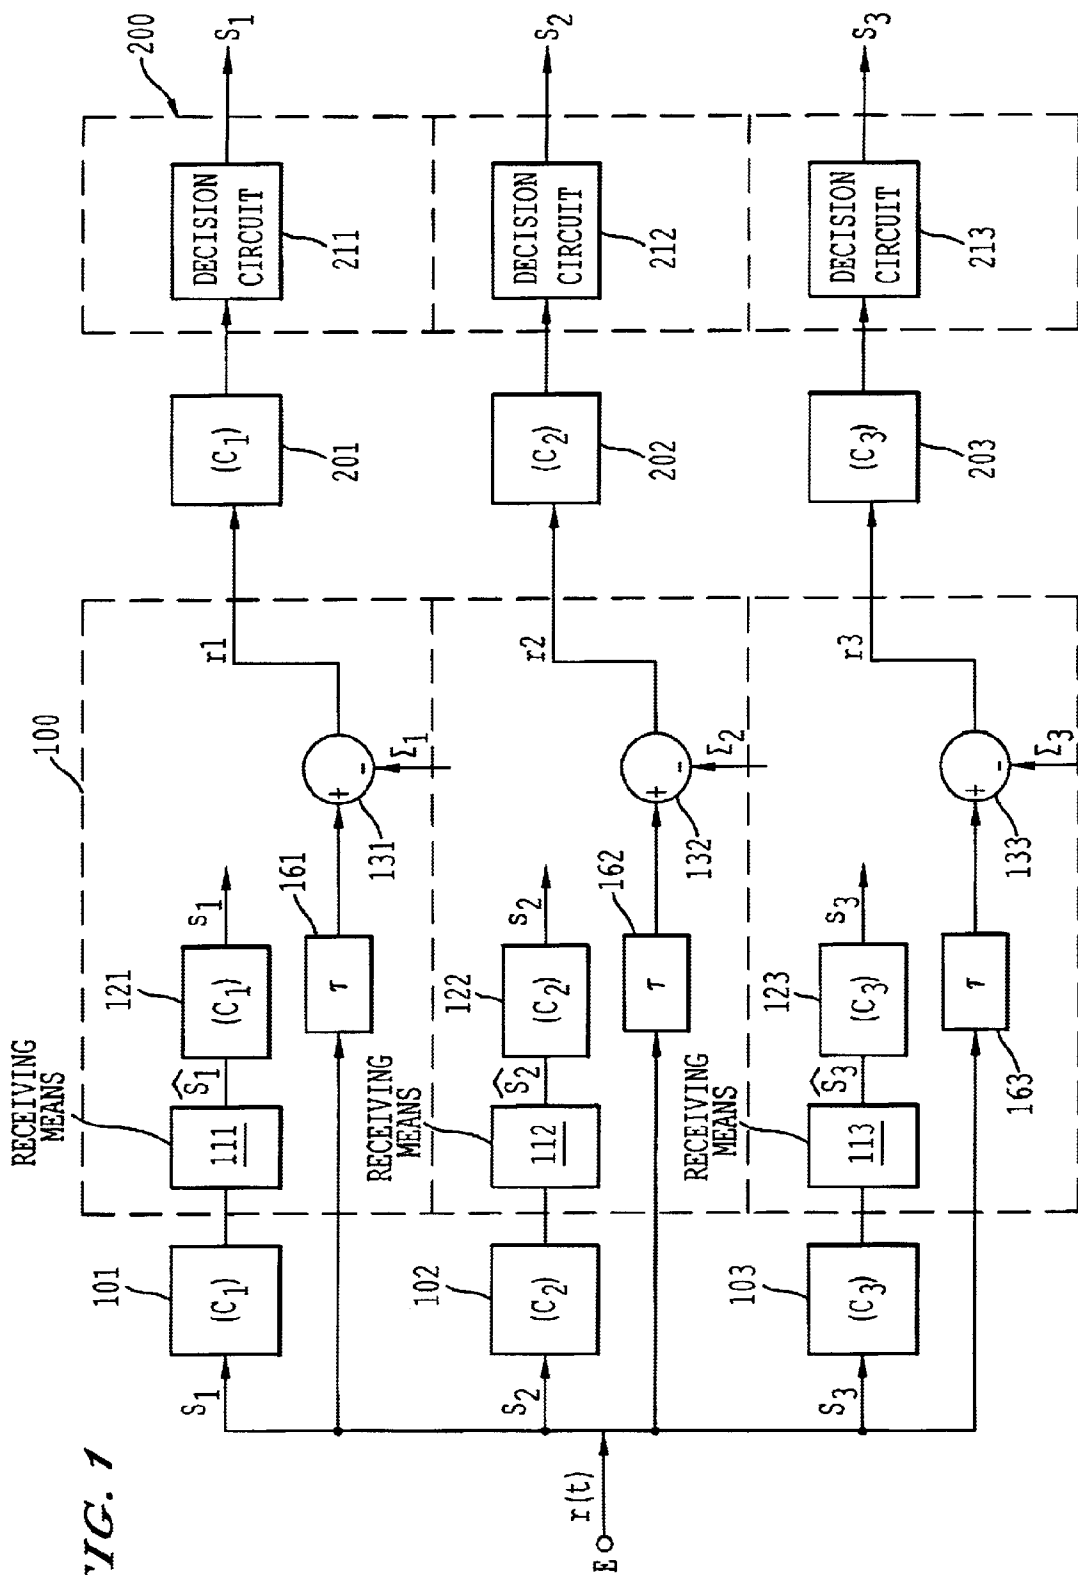 FIG. 1
E
r(t)
S1
101
(C1)
RECEIVING
MEANS
111
Ŝ1
121
(C1)
s1
100
161
τ
+
-
Σ1
131
r1
(C1)
201
200
DECISION
CIRCUIT
211
S1
S2
102
(C2)
RECEIVING
MEANS
112
Ŝ2
122
(C2)
s2
162
τ
+
-
Σ2
132
r2
(C2)
202
DECISION
CIRCUIT
212
S2
S3
103
(C3)
RECEIVING
MEANS
113
Ŝ3
123
(C3)
s3
τ
163
+
-
Σ3
133
r3
(C3)
203
DECISION
CIRCUIT
213
S3